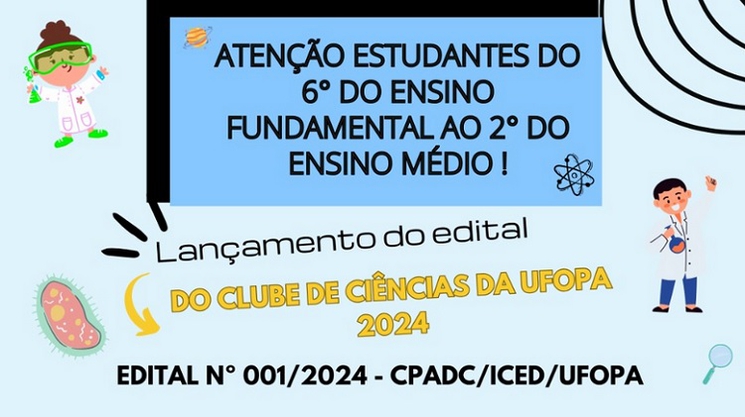 ATENÇÃO ESTUDANTES DO
6° DO ENSINO
FUNDAMENTAL AO 2° DO
ENSINO MÉDIO !
Lançamento do edital
DO CLUBE DE CIÊNCIAS DA UFOPA
2024
EDITAL N° 001/2024 - CPADC/ICED/UFOPA